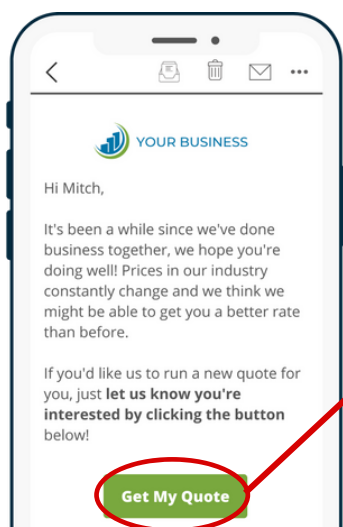 YOUR BUSINESS
Hi Mitch,
It's been a while since we've done
business together, we hope you're
doing well! Prices in our industry
constantly change and we think we
might be able to get you a better rate
than before.
If you'd like us to run a new quote for
you, just let us know you're
interested by clicking the button
below!
Get My Quote